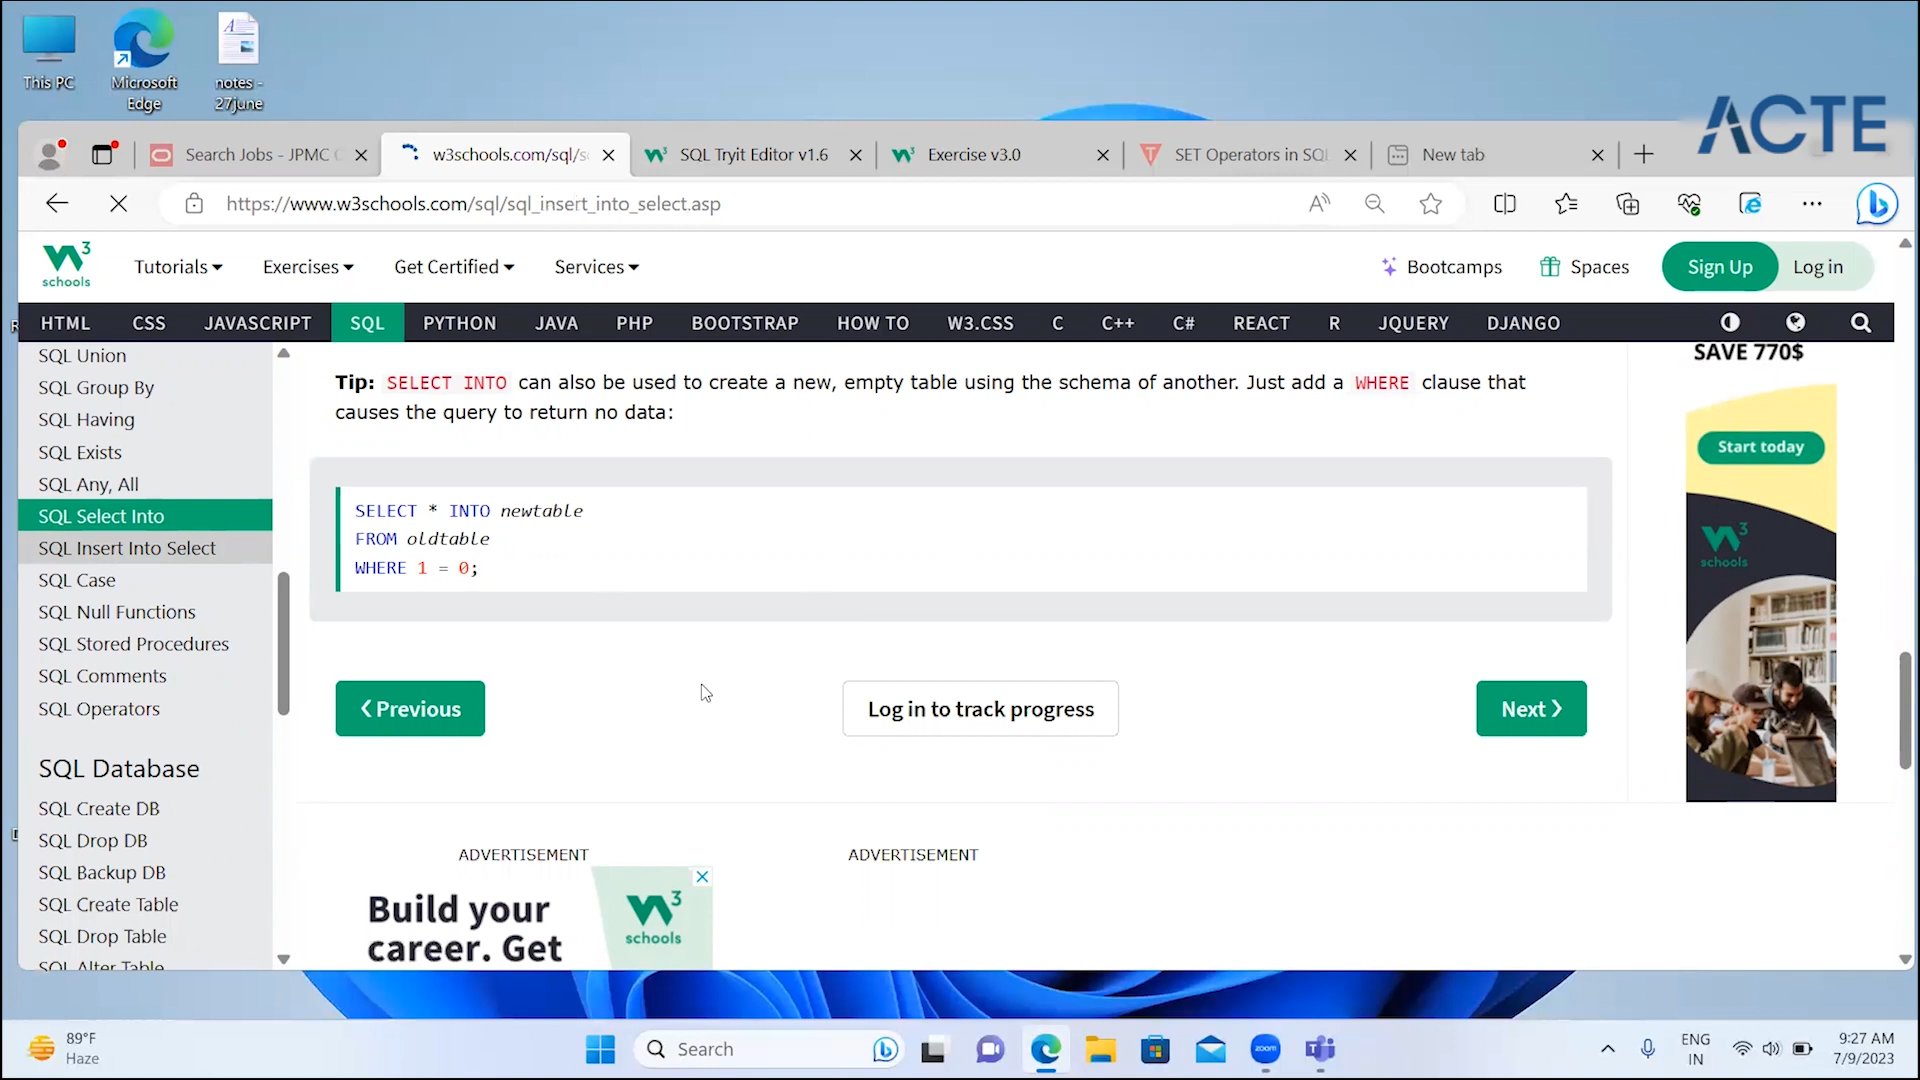 This PC
Microsoft
Edge
notes -
27june
ACTE
Search Jobs - JPMC
w3schools.com/sql/s
SQL Tryit Editor v1.6
Exercise v3.0
SET Operators in SQL
New tab
https://www.w3schools.com/sql/sql_insert_into_select.asp
W3
schools
Tutorials
Exercises
Get Certified
Services
Bootcamps
Spaces
Sign Up
Log in
HTML
CSS
JAVASCRIPT
SQL
PYTHON
JAVA
PHP
BOOTSTRAP
HOW TO
W3.CSS
C
C++
C#
REACT
R
JQUERY
DJANGO
SQL Union
SQL Group By
SQL Having
SQL Exists
SQL Any, All
SQL Select Into
SQL Insert Into Select
SQL Case
SQL Null Functions
SQL Stored Procedures
SQL Comments
SQL Operators
SQL Database
SQL Create DB
SQL Drop DB
SQL Backup DB
SQL Create Table
SQL Drop Table
SQL Alter Table
Tip: SELECT INTO can also be used to create a new, empty table using the schema of another. Just add a WHERE clause that
causes the query to return no data:
SELECT * INTO newtable
FROM oldtable
WHERE 1 = 0;
❮ Previous
Log in to track progress
Next ❯
ADVERTISEMENT
ADVERTISEMENT
Build your
career. Get
W3
schools
SAVE 770$
Start today
W3
schools
89°F
Haze
Search
zoom
ENG
IN
9:27 AM
7/9/2023